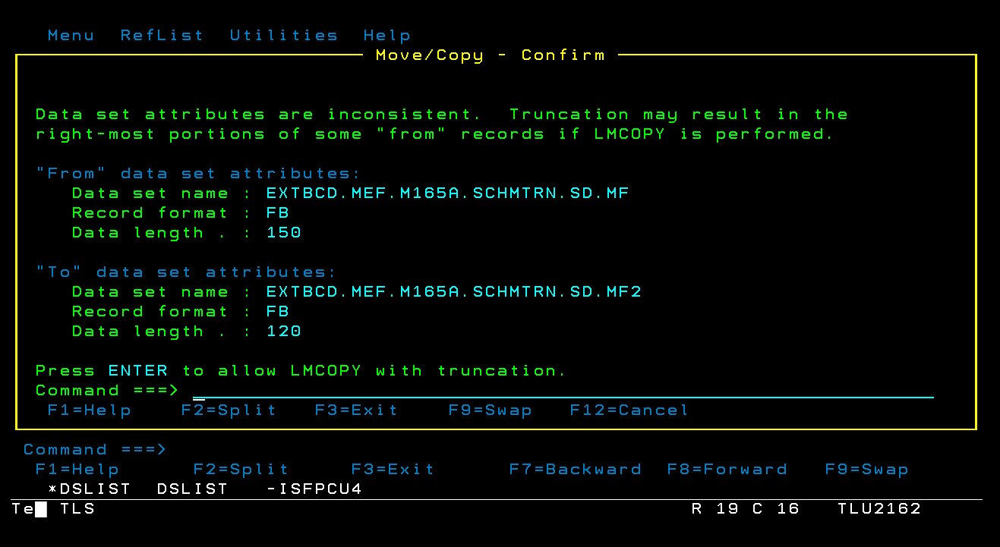 Menu  RefList  Utilities  Help
Move/Copy - Confirm
Data set attributes are inconsistent.  Truncation may result in the
right-most portions of some "from" records if LMCOPY is performed.
"From" data set attributes:
Data set name : EXTBCD.MEF.M165A.SCHMTRN.SD.MF
Record format : FB
Data length . : 150
"To" data set attributes:
Data set name : EXTBCD.MEF.M165A.SCHMTRN.SD.MF2
Record format : FB
Data length . : 120
Press ENTER to allow LMCOPY with truncation.
Command ===>
F1=Help    F2=Split   F3=Exit    F9=Swap   F12=Cancel
Command ===>
F1=Help      F2=Split     F3=Exit      F7=Backward  F8=Forward   F9=Swap
*DSLIST  DSLIST   -ISFPCU4
Te  TLS    R 19 C 16   TLU2162